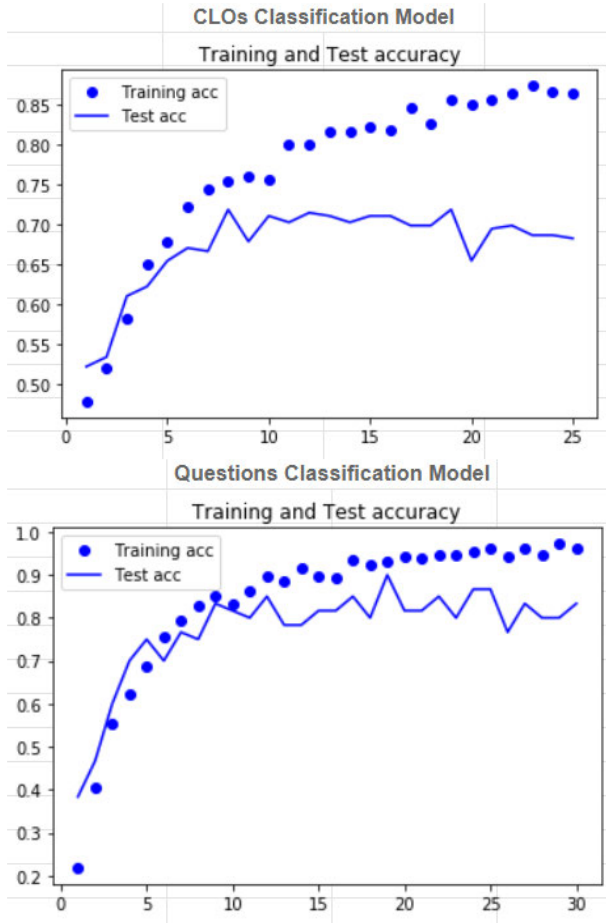 CLOs Classification Model
Training and Test accuracy
Training acc
Test acc
0.85
0.80
0.75
0.70
0.65
0.60
0.55
0.50
0 5 10 15 20 25
Questions Classification Model
Training and Test accuracy
Training acc
Test acc
1.0
0.9
0.8
0.7
0.6
0.5
0.4
0.3
0.2
0 5 10 15 20 25 30